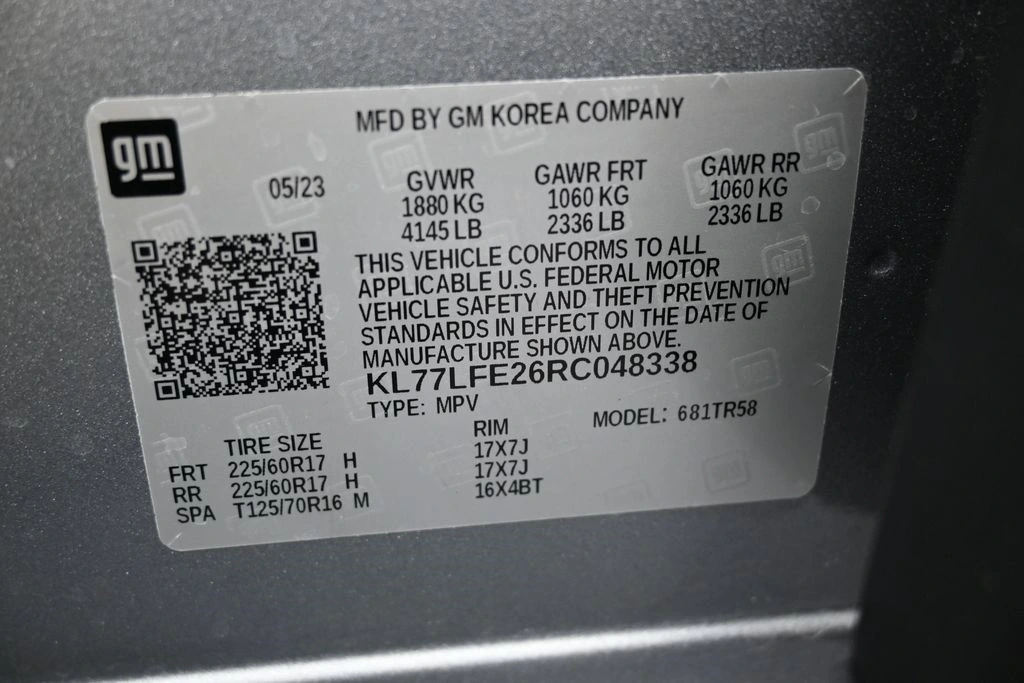 MFD BY GM KOREA COMPANY
gm
05/23
GVWR GAWR FRT GAWR RR
1880 KG 1060 KG 1060 KG
4145 LB 2336 LB 2336 LB
THIS VEHICLE CONFORMS TO ALL
APPLICABLE U.S. FEDERAL MOTOR
VEHICLE SAFETY AND THEFT PREVENTION
STANDARDS IN EFFECT ON THE DATE OF
MANUFACTURE SHOWN ABOVE.
KL77LFE26RC048338
TYPE: MPV MODEL: 681TR58
TIRE SIZE RIM
FRT 225/60R17 H 17X7J
RR 225/60R17 H 17X7J
SPA T125/70R16 M 16X4BT